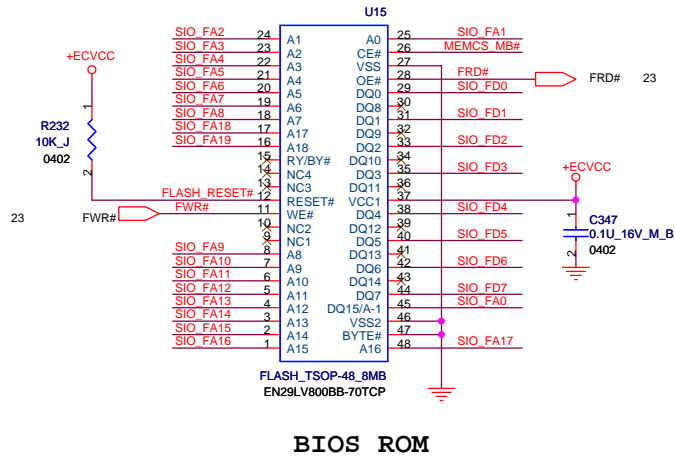 U15
SIO_FA2 24 A1 A0 25 SIO_FA1
SIO_FA3 23 A2 CE# 26 MEMCS_MB#
SIO_FA4 22 A3 VSS 27
SIO_FA5 21 A4 OE# 28 FRD# FRD# 23
SIO_FA6 20 A5 DQ0 29 SIO_FD0
SIO_FA7 19 A6 DQ8 30
SIO_FA8 18 A7 DQ1 31 SIO_FD1
SIO_FA18 17 A17 DQ9 32
SIO_FA19 16 A18 DQ2 33 SIO_FD2
15 RY/BY# DQ10 34
14 NC4 DQ3 35 SIO_FD3
13 NC3 DQ11 36
FLASH_RESET# 12 RESET# VCC1 37
23 FWR# FWR# 11 WE# DQ4 38 SIO_FD4
10 NC2 DQ12 39
9 NC1 DQ5 40 SIO_FD5
SIO_FA9 8 A8 DQ13 41
SIO_FA10 7 A9 DQ6 42 SIO_FD6
SIO_FA11 6 A10 DQ14 43
SIO_FA12 5 A11 DQ7 44 SIO_FD7
SIO_FA13 4 A12 DQ15/A-1 45 SIO_FA0
SIO_FA14 3 A13 VSS2 46
SIO_FA15 2 A14 BYTE# 47
SIO_FA16 1 A15 A16 48 SIO_FA17
+ECVCC
1
R232
10K_J
0402
2
+ECVCC
1
C347
0.1U_16V_M_B
0402
2
FLASH_TSOP-48_8MB
EN29LV800BB-70TCP
BIOS ROM